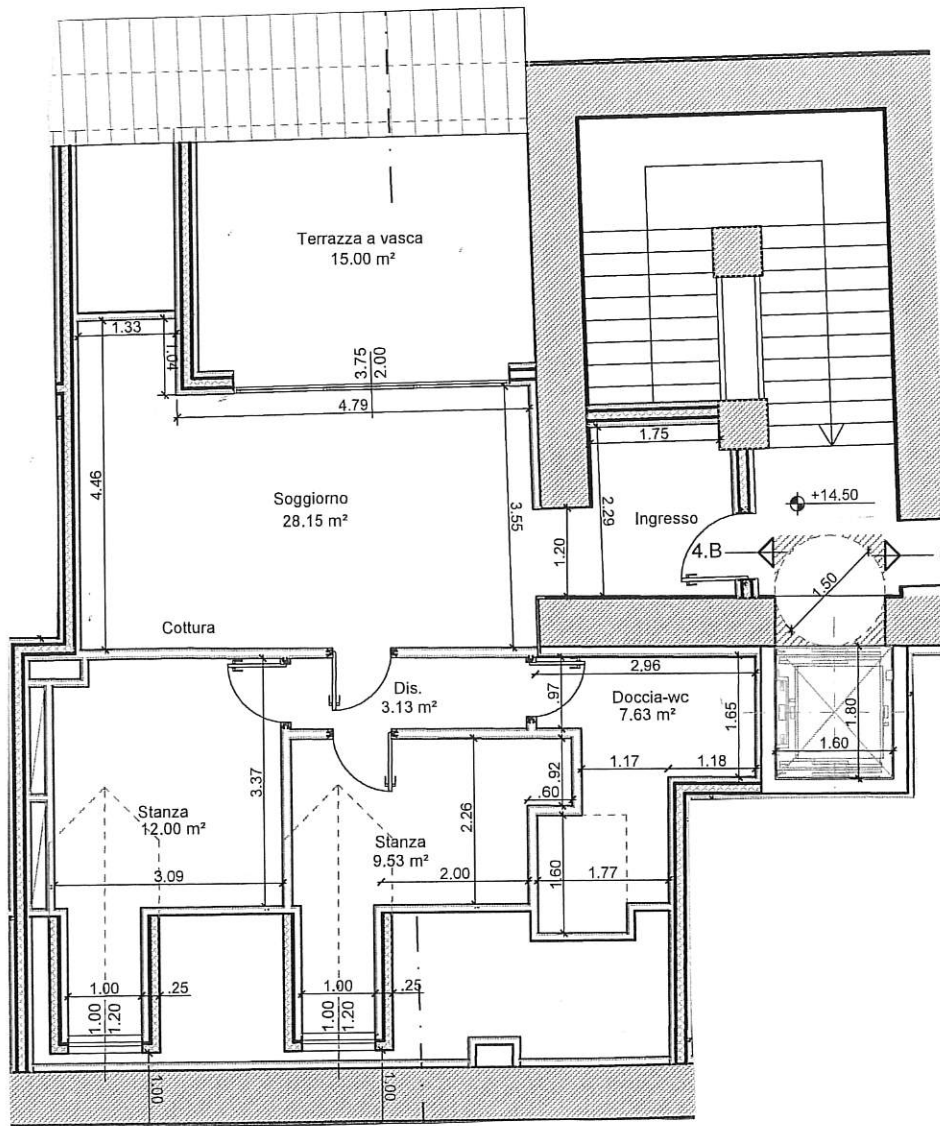 Terrazza a vasca
15.00 m²
1.33
1.04
3.75
2.00
4.79
1.75
4.46
Soggiorno
28.15 m²
3.55
2.29
Ingresso
+14.50
1.20
4.B
1.50
Cottura
2.96
Dis.
3.13 m²
.97
Doccia-wc
7.63 m²
1.65
1.80
1.60
3.37
1.17
1.18
.92
.60
Stanza
12.00 m²
2.26
Stanza
9.53 m²
3.09
2.00
1.60
1.77
1.00
.25
1.00
.25
1.00
1.20
1.00
1.20
1.00
1.00